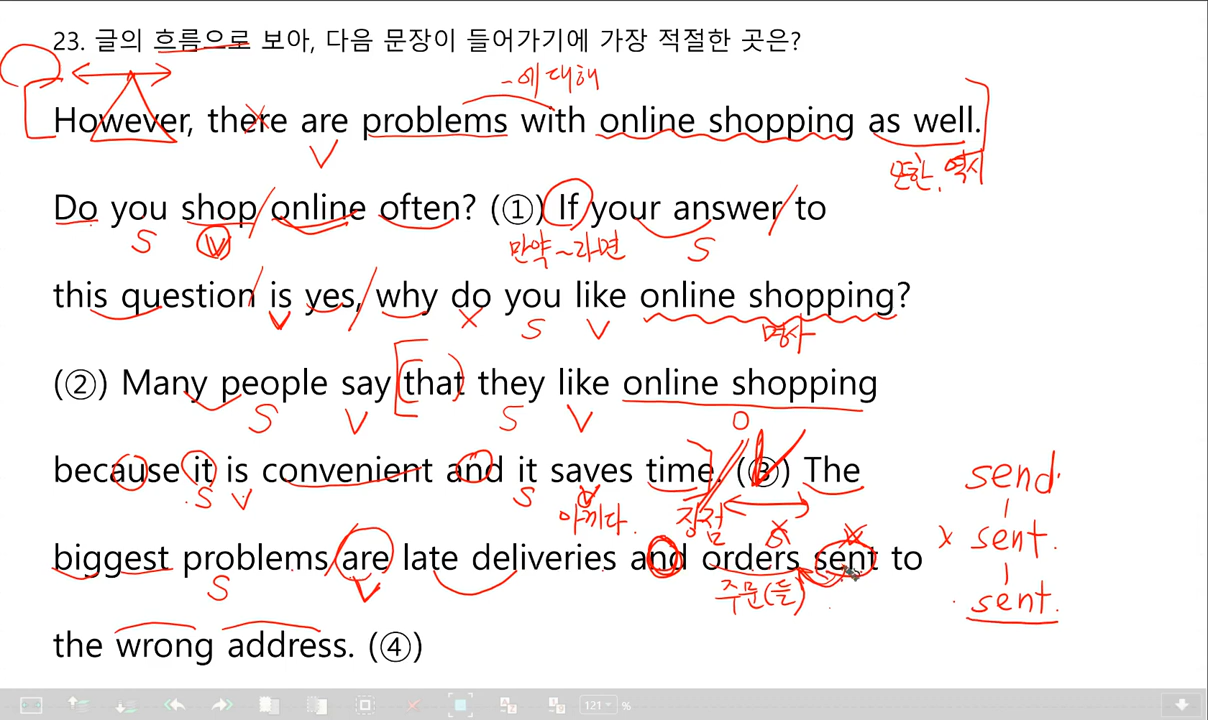 23. 글의 흐름으로 보아, 다음 문장이 들어가기에 가장 적절한 곳은?
~에 대해
However, there are problems with online shopping as well.
V 또한, 역시
Do you shop online often? (①) If your answer to
S V 만약~라면 S
this question is yes, why do you like online shopping?
V S V 명사
(②) Many people say that they like online shopping
S V S V O
because it is convenient and it saves time. (③) The
S V S V 아끼다. 장점
send.
biggest problems are late deliveries and orders sent to
sent.
S V 주문(들)
sent.
the wrong address. (④)
121 %